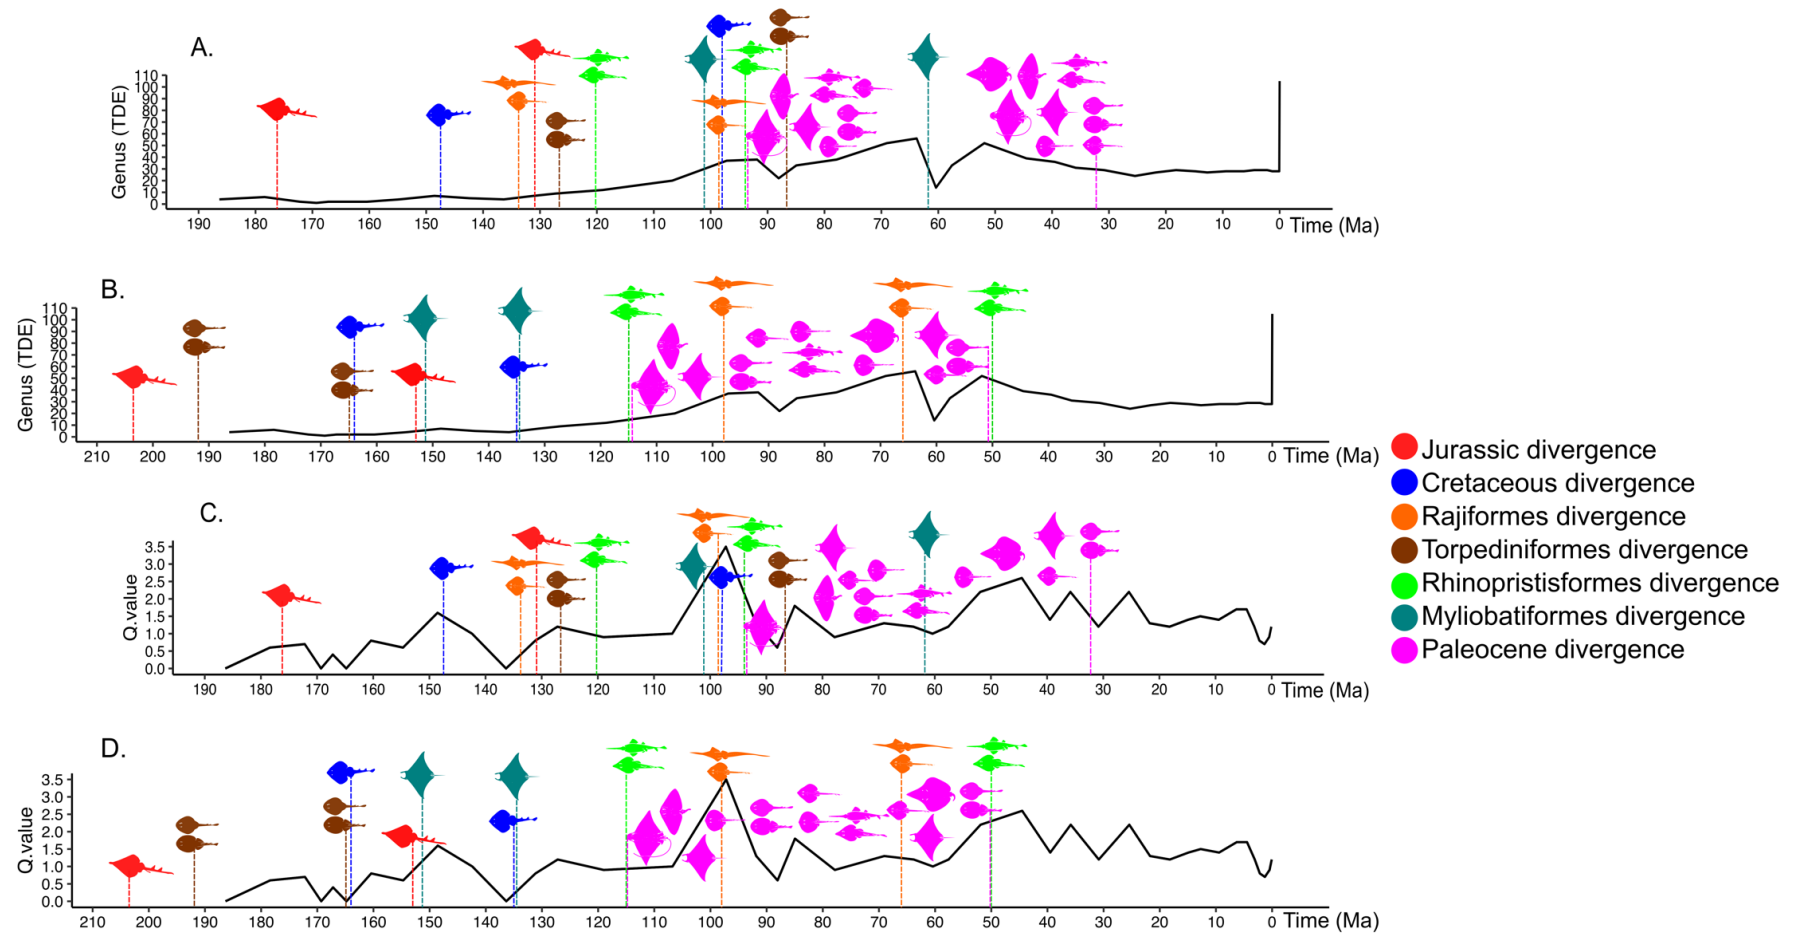 A.
Genus (TDE)
110
100
90
80
70
60
50
40
30
20
10
0
190 180 170 160 150 140 130 120 110 100 90 80 70 60 50 40 30 20 10 0 Time (Ma)
B.
Genus (TDE)
110
100
90
80
70
60
50
40
30
20
10
0
210 200 190 180 170 160 150 140 130 120 110 100 90 80 70 60 50 40 30 20 10 0 Time (Ma)
Jurassic divergence
Cretaceous divergence
Rajiformes divergence
Torpediniformes divergence
Rhinopristisformes divergence
Myliobatiformes divergence
Paleocene divergence
C.
Q.value
3.5
3.0
2.5
2.0
1.5
1.0
0.5
0.0
190 180 170 160 150 140 130 120 110 100 90 80 70 60 50 40 30 20 10 0 Time (Ma)
D.
Q.value
3.5
3.0
2.5
2.0
1.5
1.0
0.5
0.0
210 200 190 180 170 160 150 140 130 120 110 100 90 80 70 60 50 40 30 20 10 0 Time (Ma)